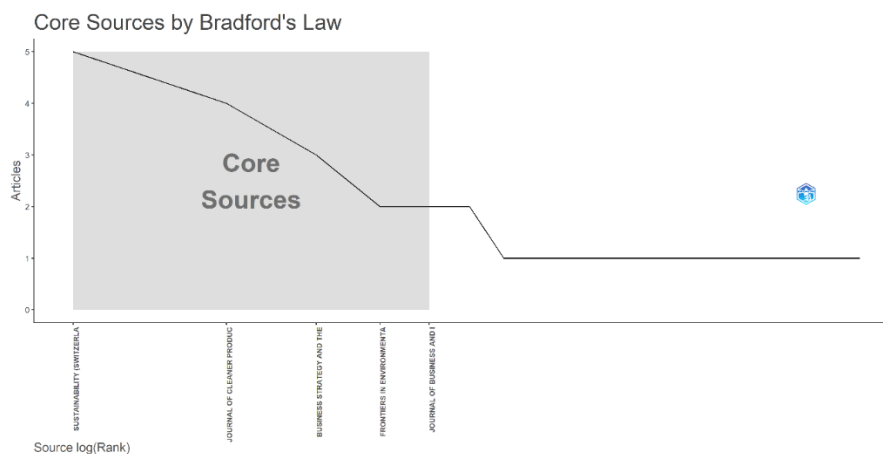 Core Sources by Bradford's Law
5
4
3
2
1
0
Articles
Core
Sources
SUSTAINABILITY (SWITZERLA
JOURNAL OF CLEANER PRODUC
BUSINESS STRATEGY AND THE
FRONTIERS IN ENVIRONMENTA
JOURNAL OF BUSINESS AND I
Source log(Rank)